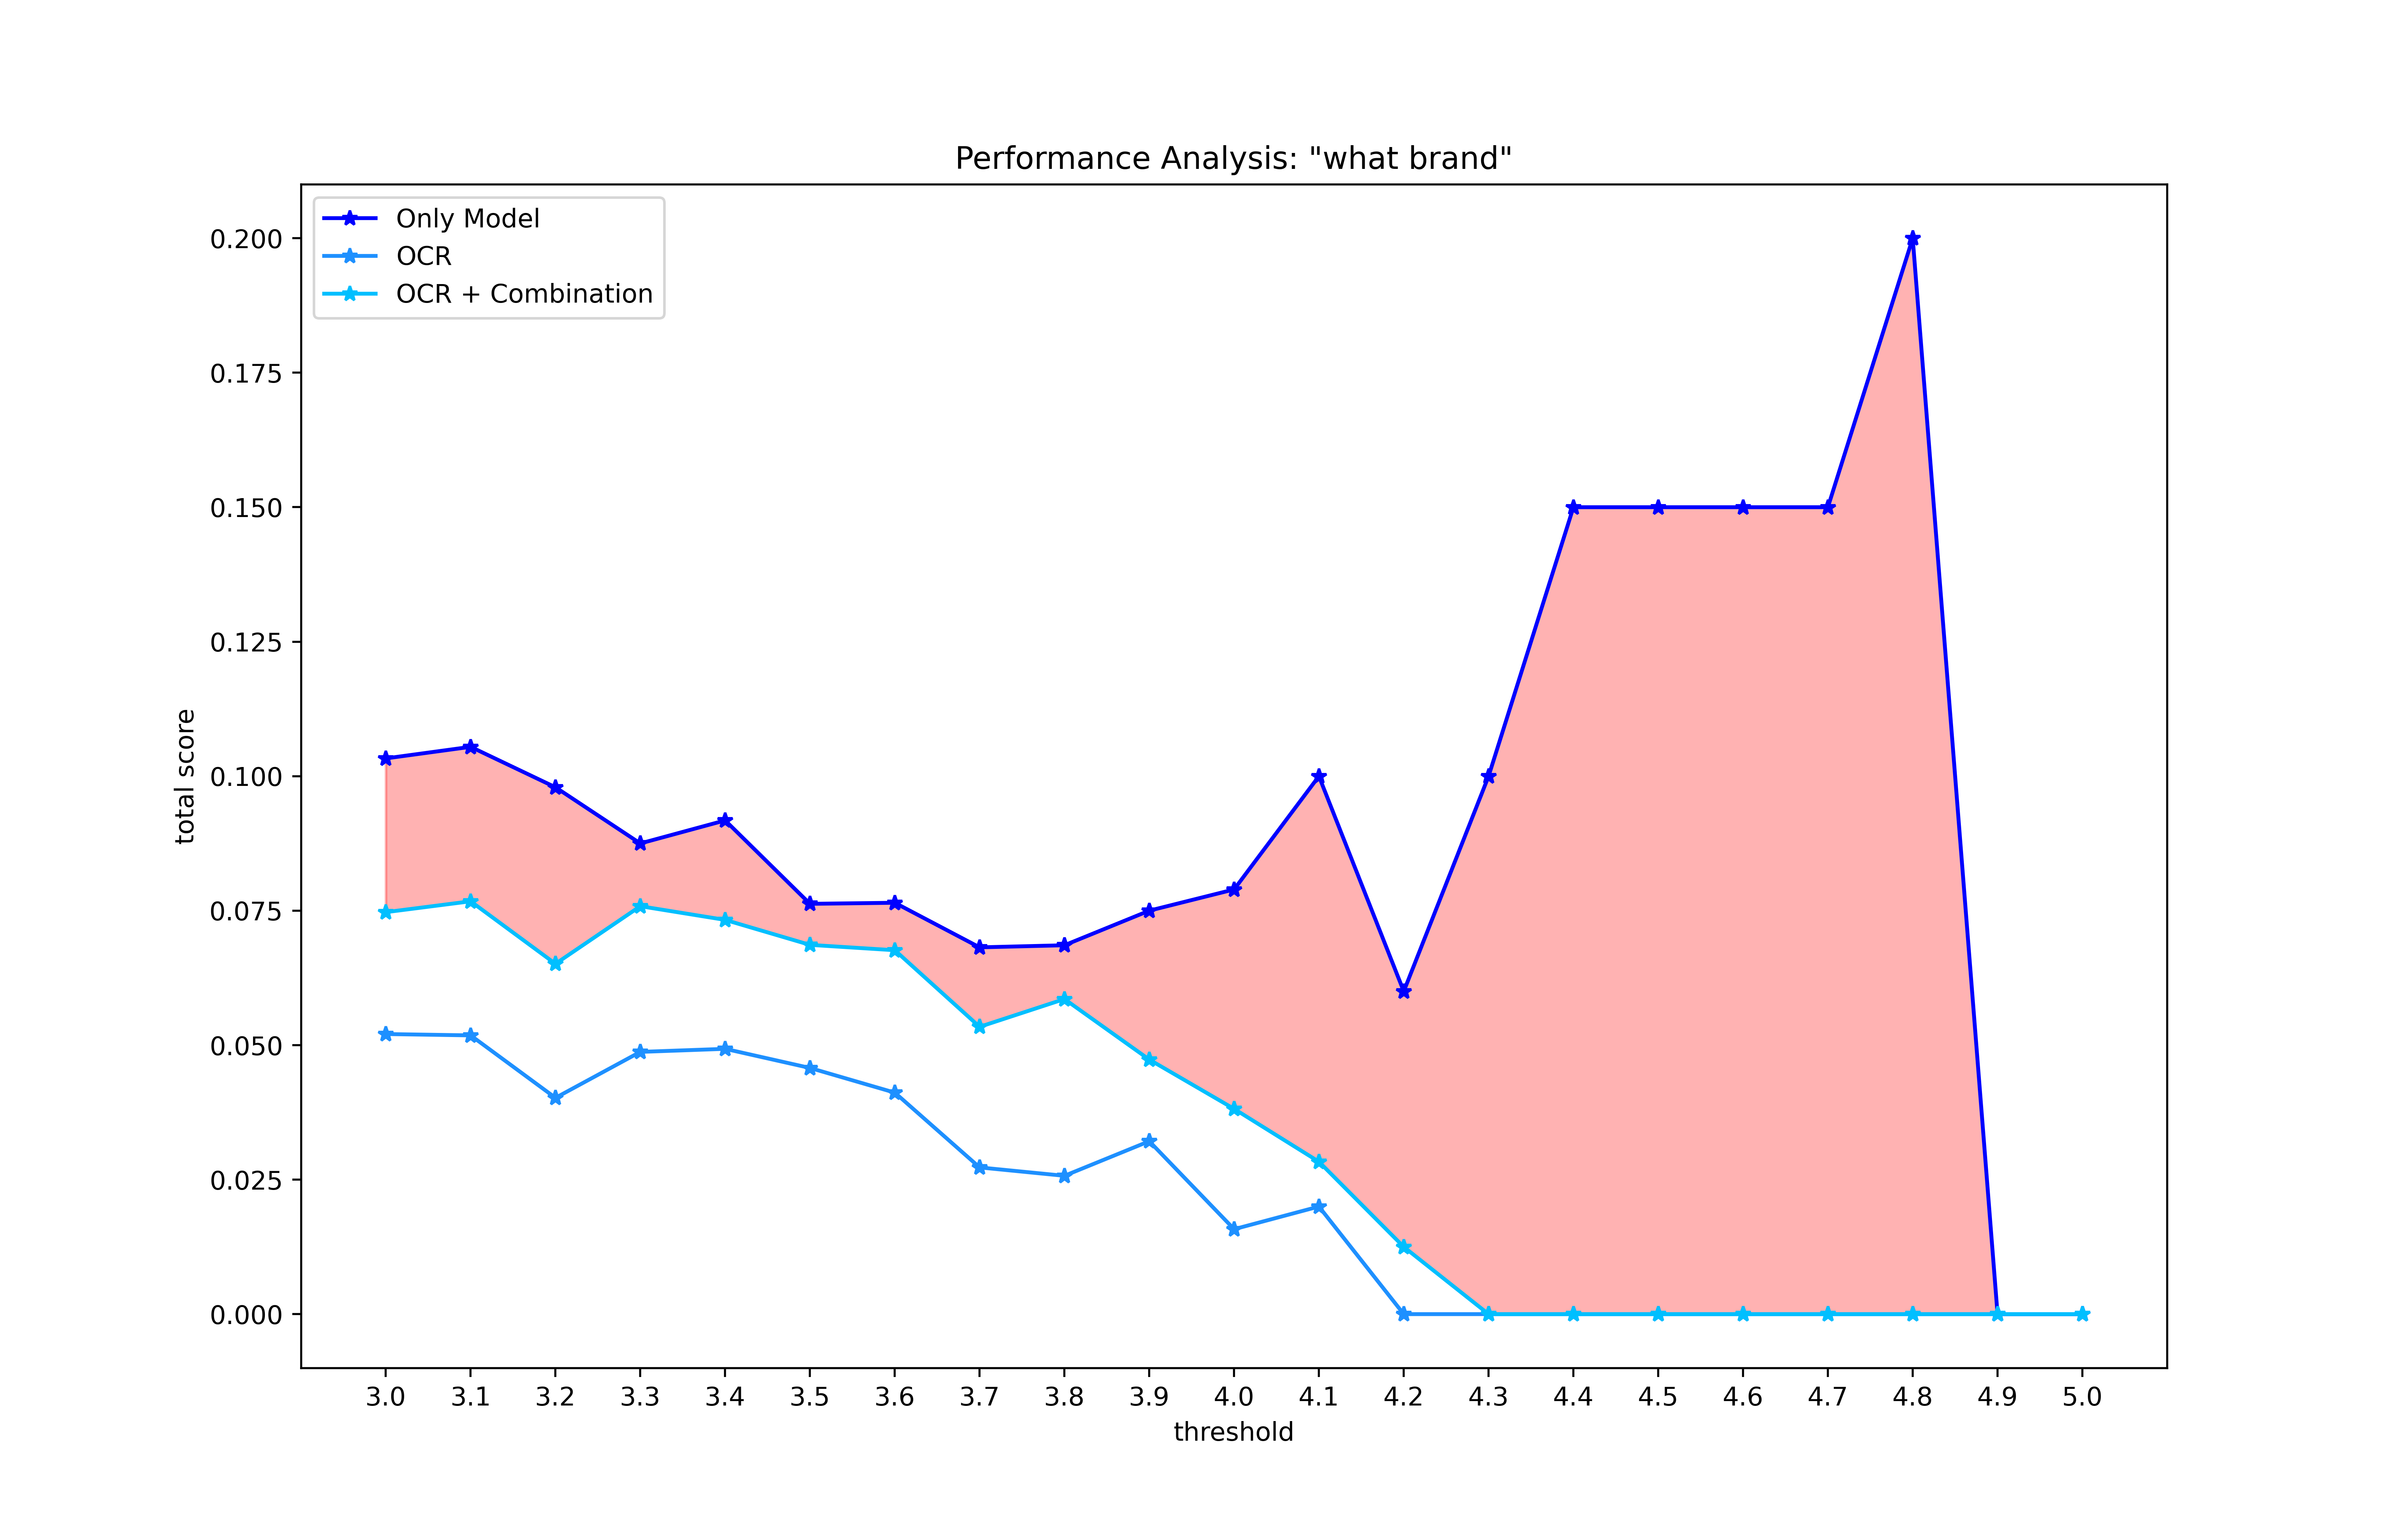 Performance Analysis: "what brand"
Only Model
OCR
OCR + Combination
0.200
0.175
0.150
0.125
0.100
0.075
0.050
0.025
0.000
total score
3.0 3.1 3.2 3.3 3.4 3.5 3.6 3.7 3.8 3.9 4.0 4.1 4.2 4.3 4.4 4.5 4.6 4.7 4.8 4.9 5.0
threshold